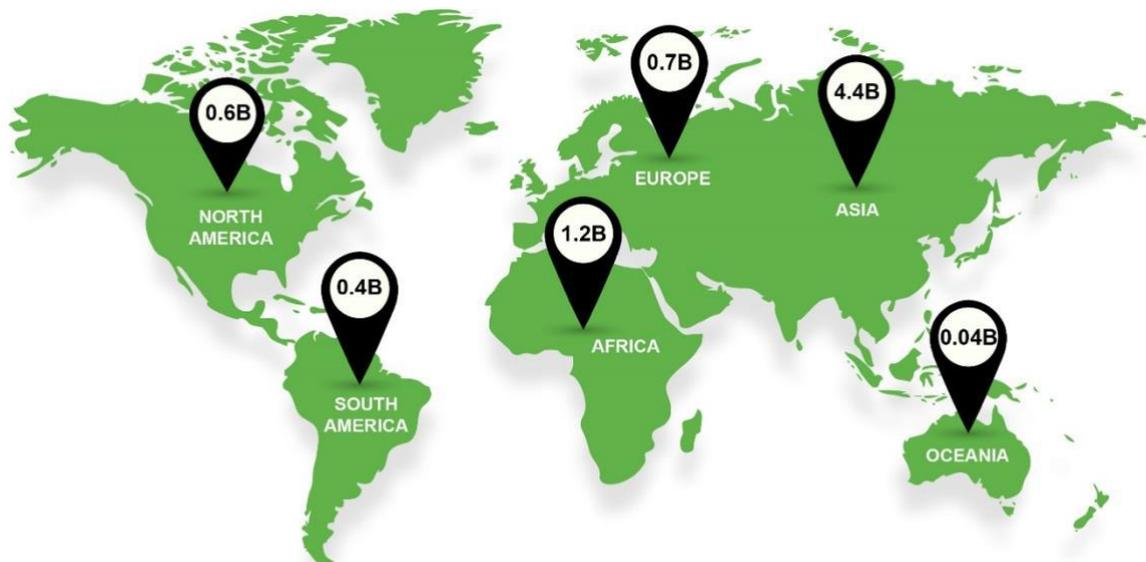 0.6B
NORTH
AMERICA
0.4B
SOUTH
AMERICA
0.7B
EUROPE
1.2B
AFRICA
4.4B
ASIA
0.04B
OCEANIA